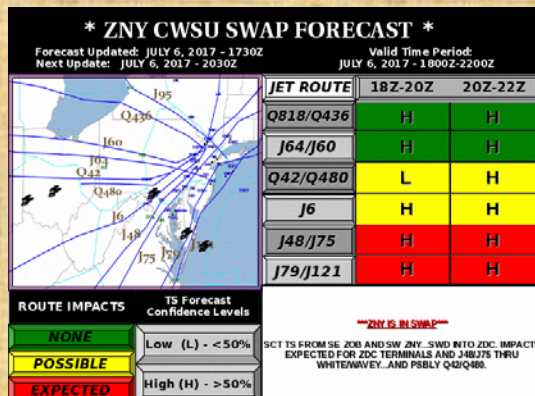 * ZNY CWSU SWAP FORECAST *
Forecast Updated: JULY 6, 2017 - 1730Z
Next Update: JULY 6, 2017 - 2030Z
Valid Time Period:
JULY 6, 2017 - 1800Z-2200Z
J95
Q436
J60
J64
Q42
Q480
J6
J48
J75
J79
JET ROUTE 18Z-20Z 20Z-22Z
Q818/Q436 H H
J64/J60 H H
Q42/Q480 L H
J6 H H
J48/J75 H H
J79/J121 H H
ROUTE IMPACTS
NONE
POSSIBLE
EXPECTED
TS Forecast
Confidence Levels
Low (L) - <50%
High (H) - >50%
***ZNY IS IN SWAP***
SCT TS FROM SE ZOB AND SW ZNY...SWD INTO ZDC. IMPACTS
EXPECTED FOR ZDC TERMINALS AND J48/J75 THRU
WHITE/WAVEY...AND PSBLY Q42/Q480.